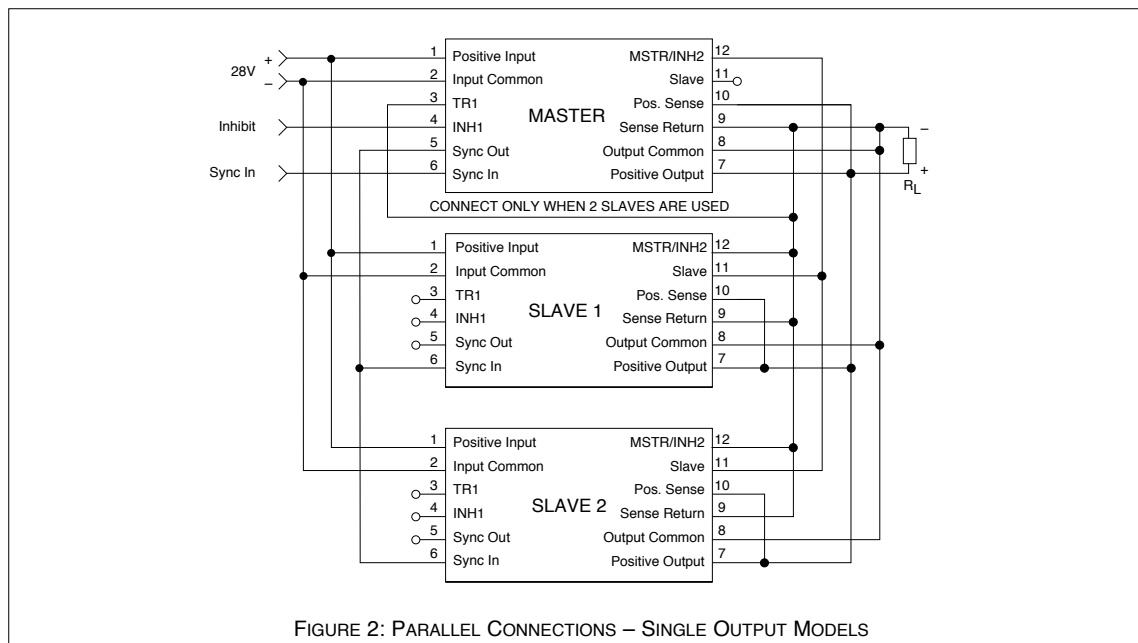 +
28V
–
Inhibit
Sync In
1 Positive Input MSTR/INH2 12
2 Input Common Slave 11
3 TR1 Pos. Sense 10
4 INH1 MASTER Sense Return 9
5 Sync Out Output Common 8
6 Sync In Positive Output 7
–
+
RL
CONNECT ONLY WHEN 2 SLAVES ARE USED
1 Positive Input MSTR/INH2 12
2 Input Common Slave 11
3 TR1 Pos. Sense 10
4 INH1 SLAVE 1 Sense Return 9
5 Sync Out Output Common 8
6 Sync In Positive Output 7
1 Positive Input MSTR/INH2 12
2 Input Common Slave 11
3 TR1 Pos. Sense 10
4 INH1 SLAVE 2 Sense Return 9
5 Sync Out Output Common 8
6 Sync In Positive Output 7
FIGURE 2: PARALLEL CONNECTIONS – SINGLE OUTPUT MODELS